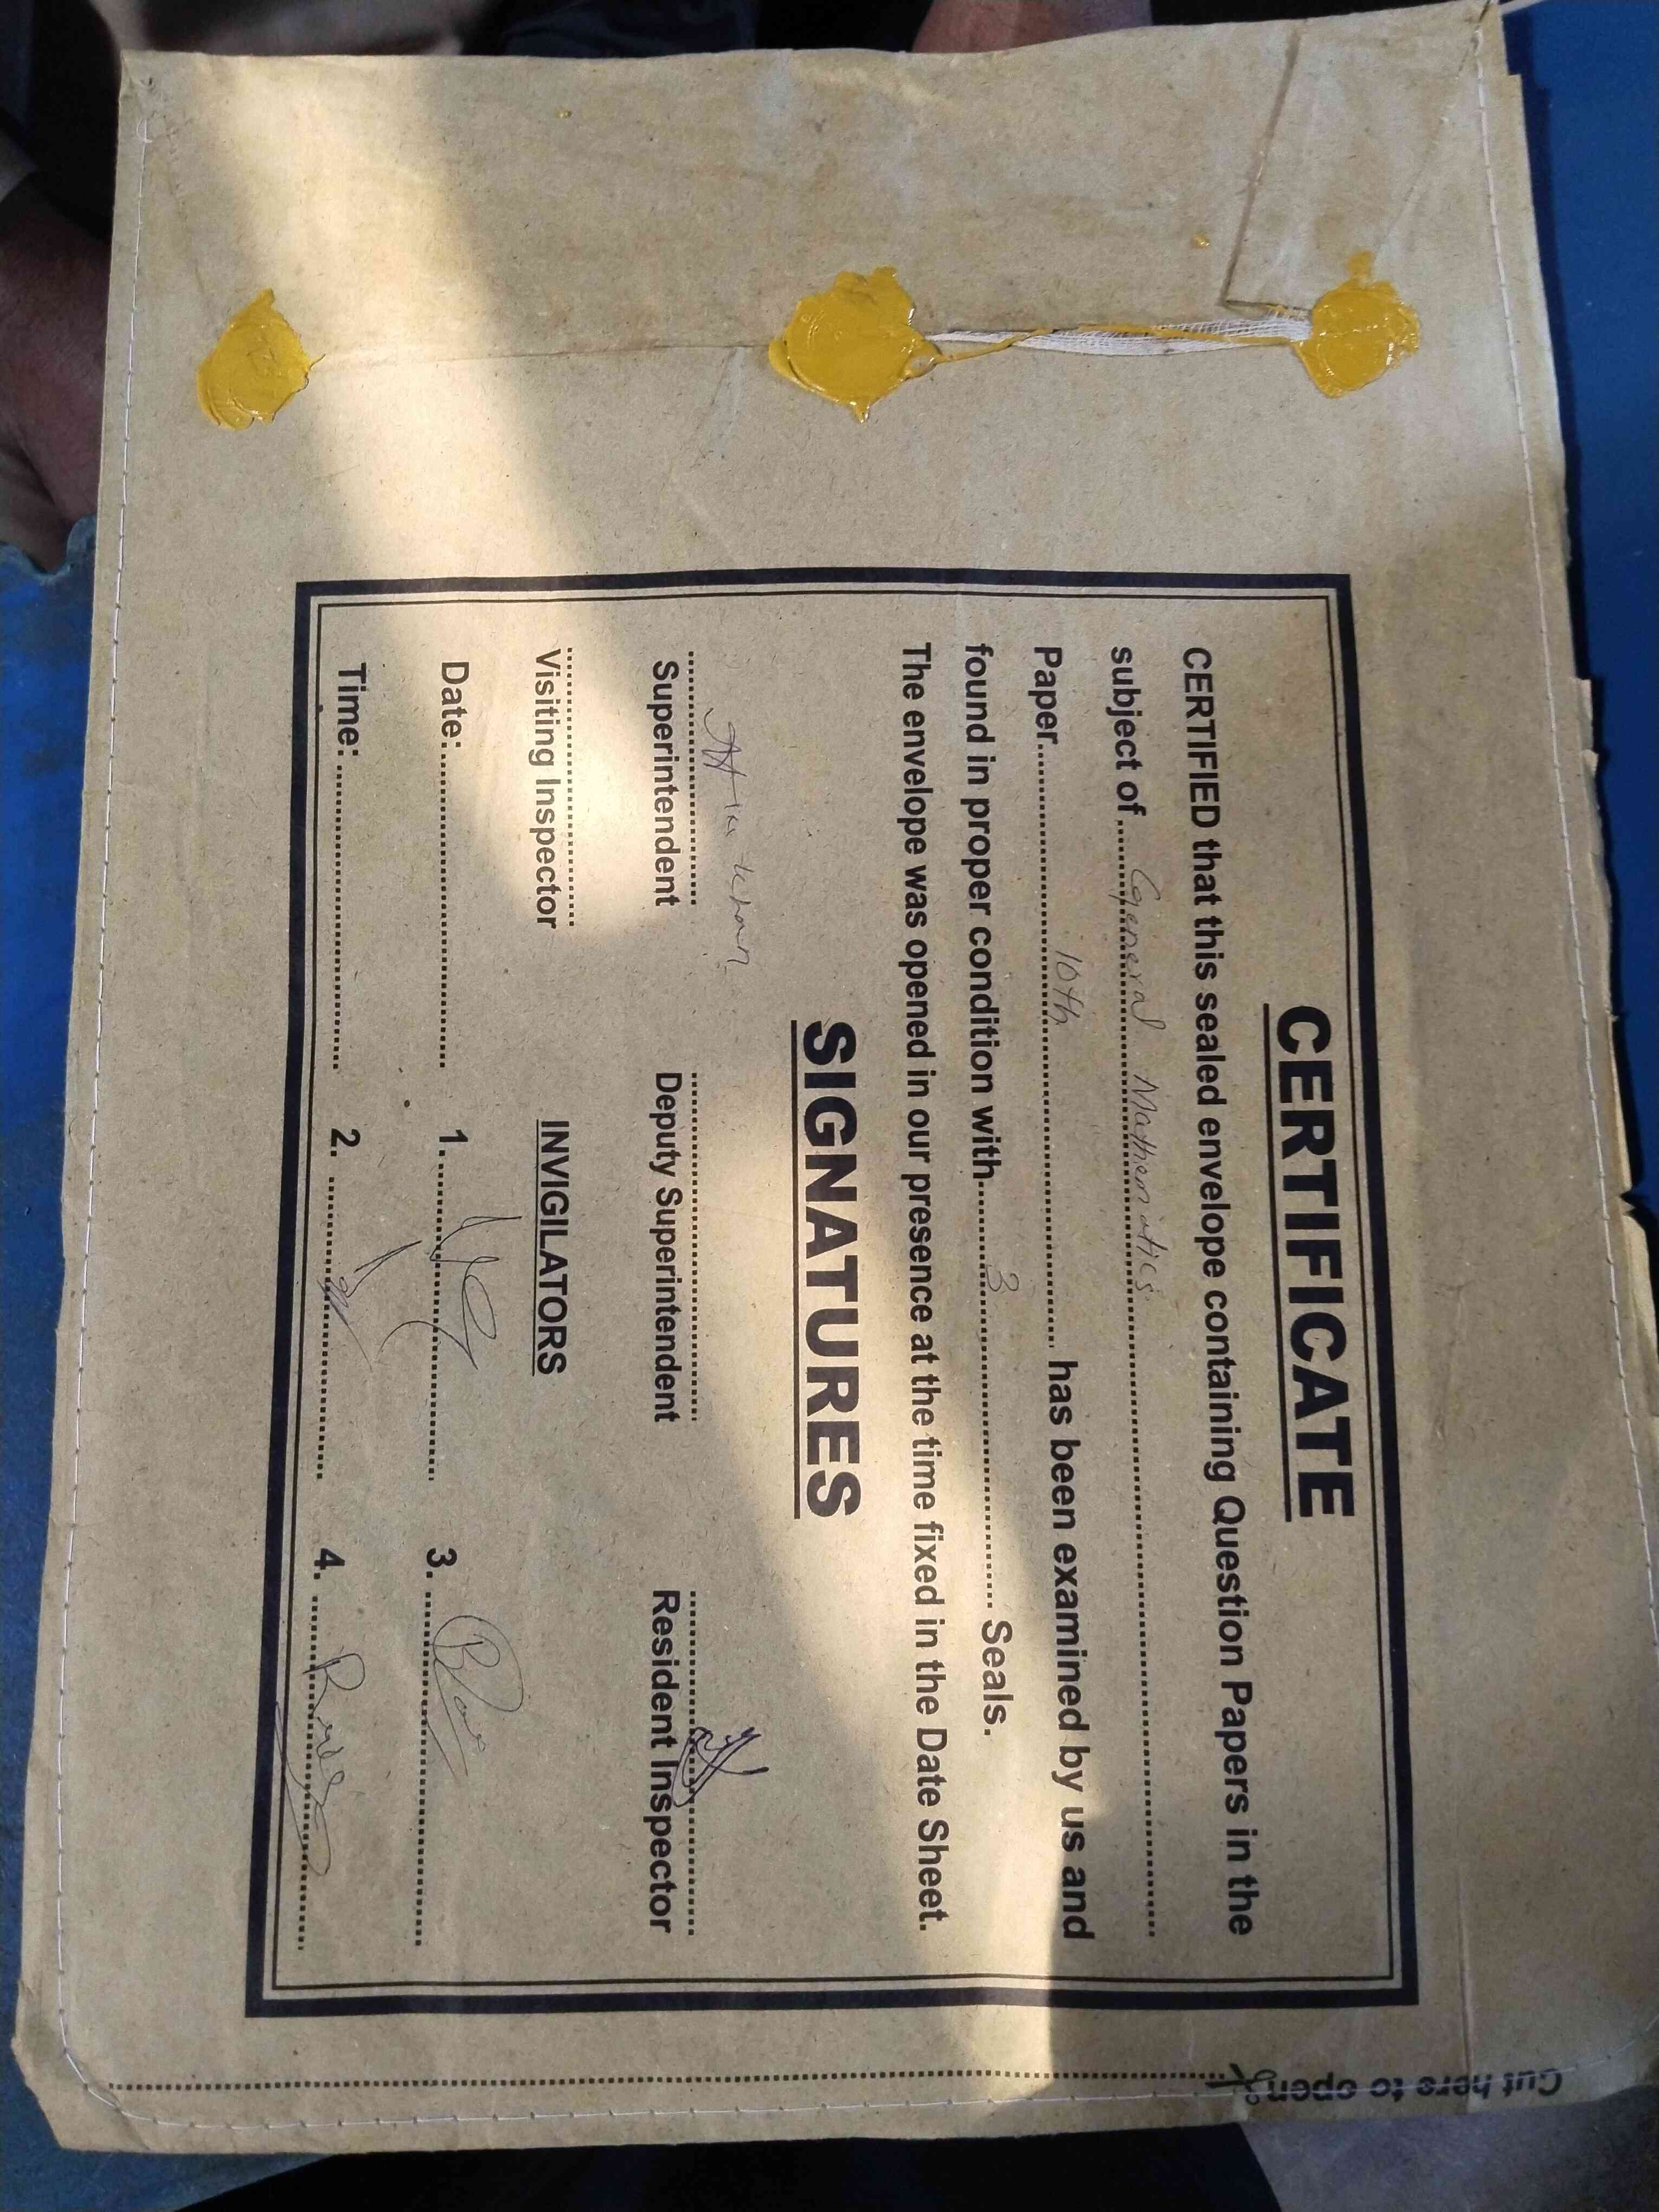 CERTIFICATE
CERTIFIED that this sealed envelope containing Question Papers in the
subject of General Mathematics
Paper 10th has been examined by us and
found in proper condition with 3 Seals.
The envelope was opened in our presence at the time fixed in the Date Sheet.
SIGNATURES
Superintendent Deputy Superintendent Resident Inspector
Visiting Inspector INVIGILATORS
Date: 1. 3.
Time: 2. 4.
Cut here to open